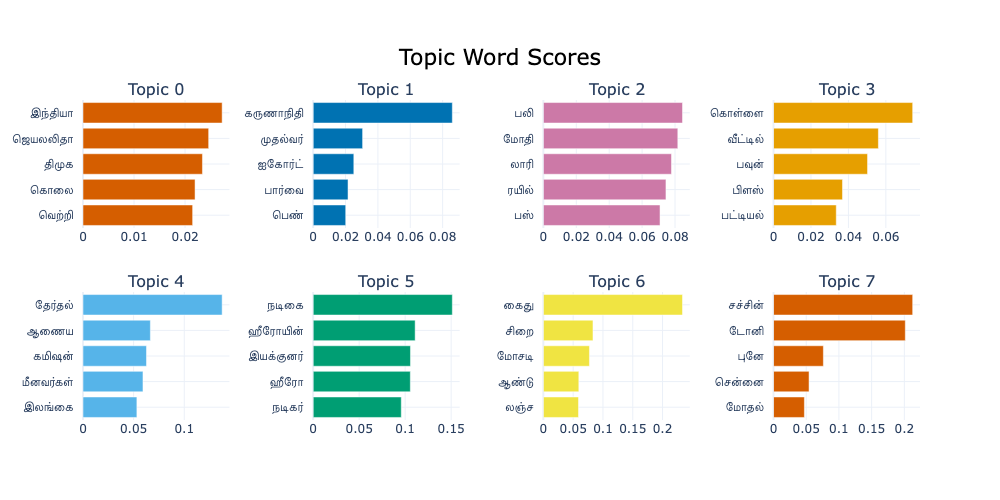 Topic Word Scores
Topic 0
இந்தியா
ஜெயலலிதா
திமுக
கொலை
வெற்றி
0 0.01 0.02
Topic 1
கருணாநிதி
முதல்வர்
ஐகோர்ட்
பார்வை
பெண்
0 0.02 0.04 0.06 0.08
Topic 2
பலி
மோதி
லாரி
ரயில்
பஸ்
0 0.02 0.04 0.06 0.08
Topic 3
கொள்ளை
வீட்டில்
பவுன்
பிளஸ்
பட்டியல்
0 0.02 0.04 0.06
Topic 4
தேர்தல்
ஆணைய
கமிஷன்
மீனவர்கள்
இலங்கை
0 0.05 0.1
Topic 5
நடிகை
ஹீரோயின்
இயக்குனர்
ஹீரோ
நடிகர்
0 0.05 0.1 0.15
Topic 6
கைது
சிறை
மோசடி
ஆண்டு
லஞ்ச
0 0.05 0.1 0.15 0.2
Topic 7
சச்சின்
டோனி
புனே
சென்னை
மோதல்
0 0.05 0.1 0.15 0.2